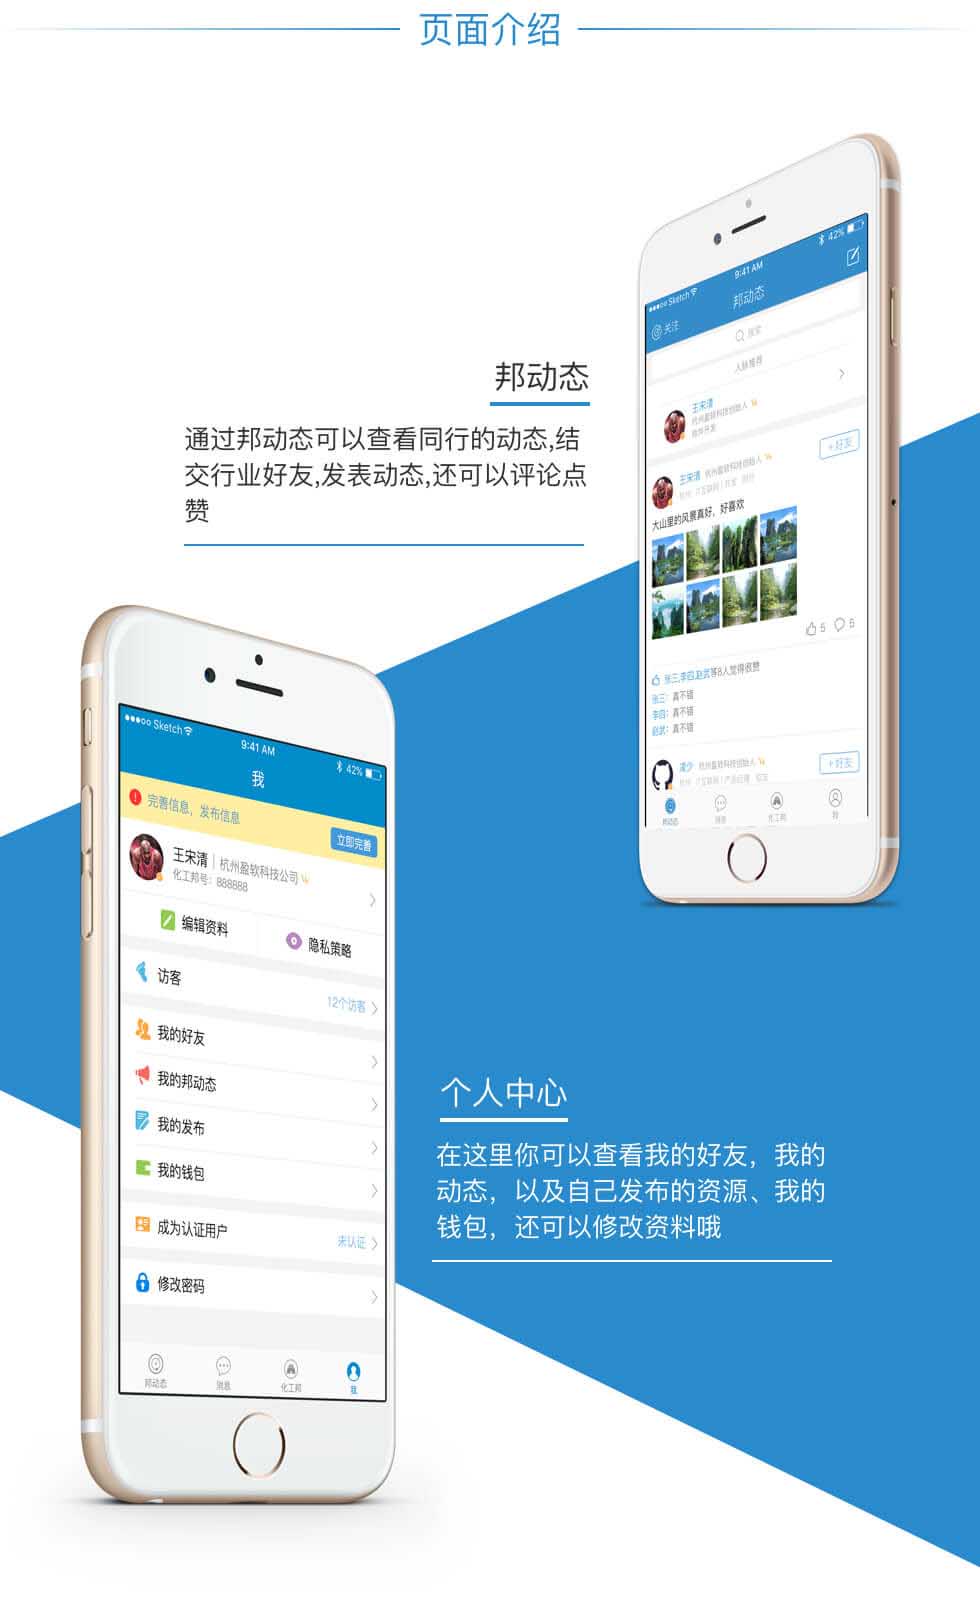 页面介绍
●●●oo Sketch
9:41 AM
42%
关注
邦动态
搜索
人脉推荐
王宋清
杭州盈软科技创始人
软件开发
王宋清 杭州盈软科技创始人
+好友
大山里的风景真好，好喜欢
5
5
张三,李四,赵武等8人觉得很赞
张三：真不错
李四：真不错
赵武：真不错
凌少 杭州盈软科技创始人
+好友
邦动态
消息
化工邦
我
邦动态
通过邦动态可以查看同行的动态,结
交行业好友,发表动态,还可以评论点
赞
●●●oo Sketch
9:41 AM
42%
我
完善信息，发布信息
立即完善
王宋清｜杭州盈软科技公司
化工邦号：888888
编辑资料
隐私策略
访客
12个访客
我的好友
我的邦动态
我的发布
我的钱包
成为认证用户
未认证
修改密码
邦动态
消息
化工邦
我
个人中心
在这里你可以查看我的好友，我的
动态，以及自己发布的资源、我的
钱包，还可以修改资料哦